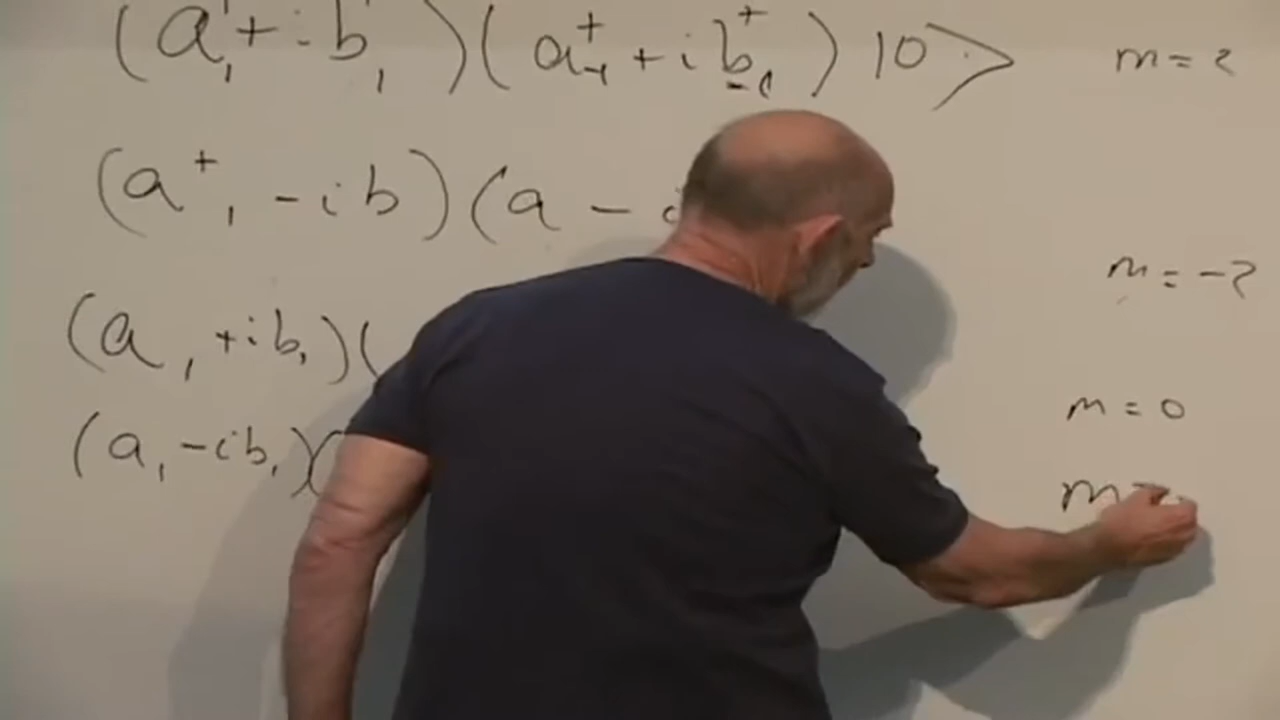 (a₁⁺ + i b₁⁺)(a₋₁⁺ + i b₋₁⁺)|0> m = 2
(a⁺₁ - i b)(a - i m = -2
(a₁ + i b₁)( m = 0
(a₁ - i b₁)( m =